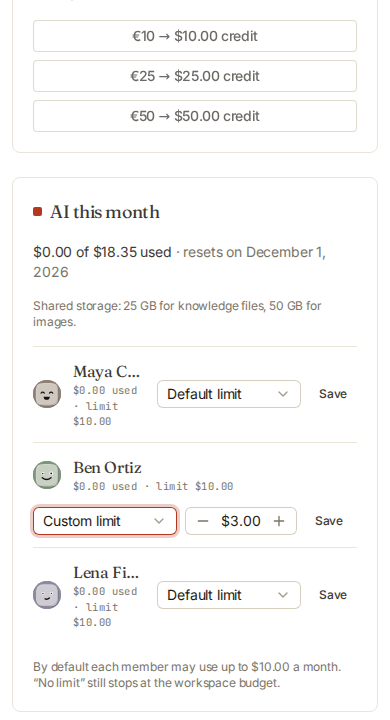 €10 → $10.00 credit
€25 → $25.00 credit
€50 → $50.00 credit
AI this month
$0.00 of $18.35 used · resets on December 1,
2026
Shared storage: 25 GB for knowledge files, 50 GB for
images.
Maya C...
$0.00 used
· limit
$10.00
Default limit
Save
Ben Ortiz
$0.00 used · limit $10.00
Custom limit
− $3.00 +
Save
Lena Fi...
$0.00 used
· limit
$10.00
Default limit
Save
By default each member may use up to $10.00 a month.
“No limit” still stops at the workspace budget.